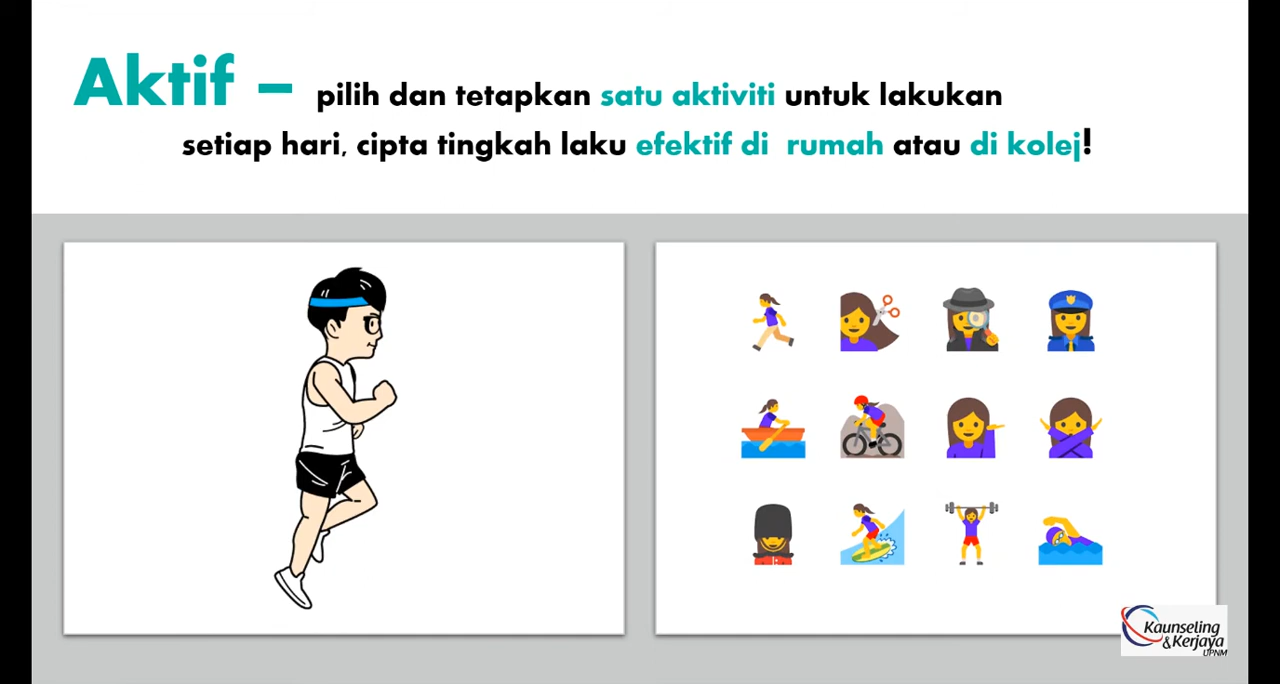 Aktif – pilih dan tetapkan satu aktiviti untuk lakukan
setiap hari, cipta tingkah laku efektif di rumah atau di kolej!
Kaunseling
&Kerjaya
UPNM